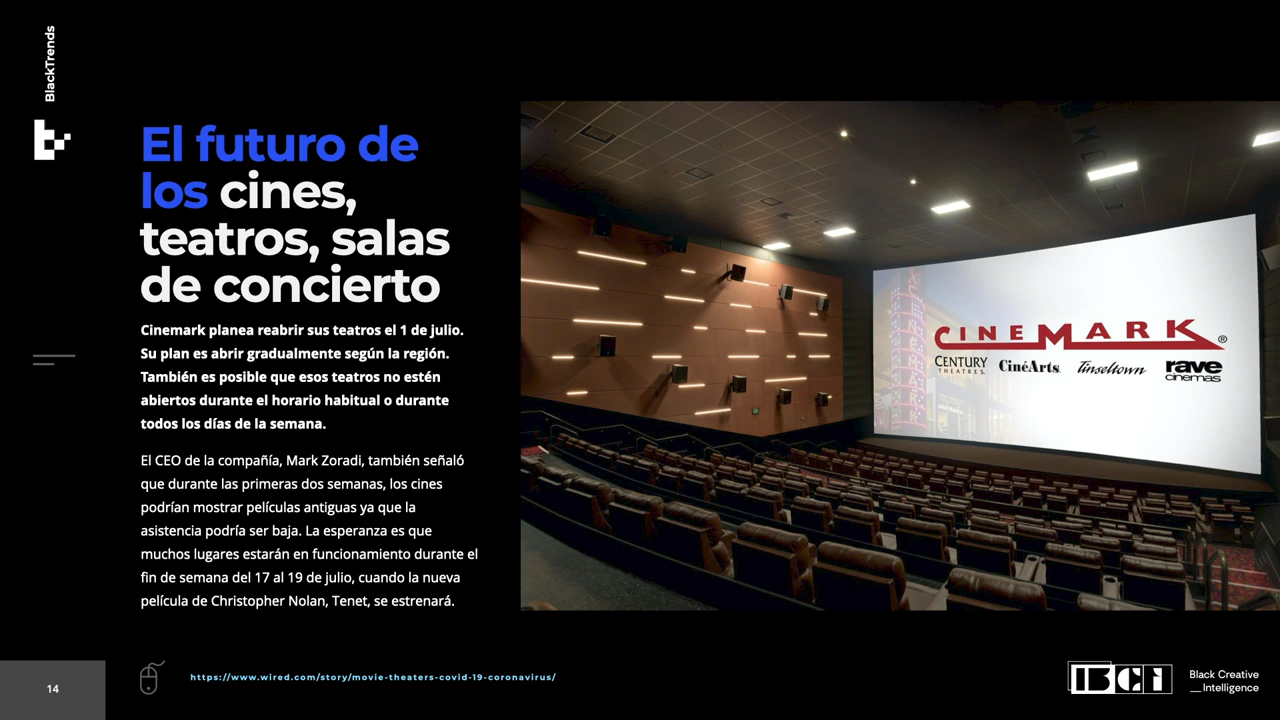 BlackTrends
El futuro de
los cines,
teatros, salas
de concierto
Cinemark planea reabrir sus teatros el 1 de julio.
Su plan es abrir gradualmente según la región.
También es posible que esos teatros no estén
abiertos durante el horario habitual o durante
todos los días de la semana.
El CEO de la compañía, Mark Zoradi, también señaló
que durante las primeras dos semanas, los cines
podrían mostrar películas antiguas ya que la
asistencia podría ser baja. La esperanza es que
muchos lugares estarán en funcionamiento durante el
fin de semana del 17 al 19 de julio, cuando la nueva
película de Christopher Nolan, Tenet, se estrenará.
CINEMARK®
CENTURY THEATRES CinéArts Tinseltown rave cinemas
14
https://www.wired.com/story/movie-theaters-covid-19-coronavirus/
BCI
Black Creative
__Intelligence